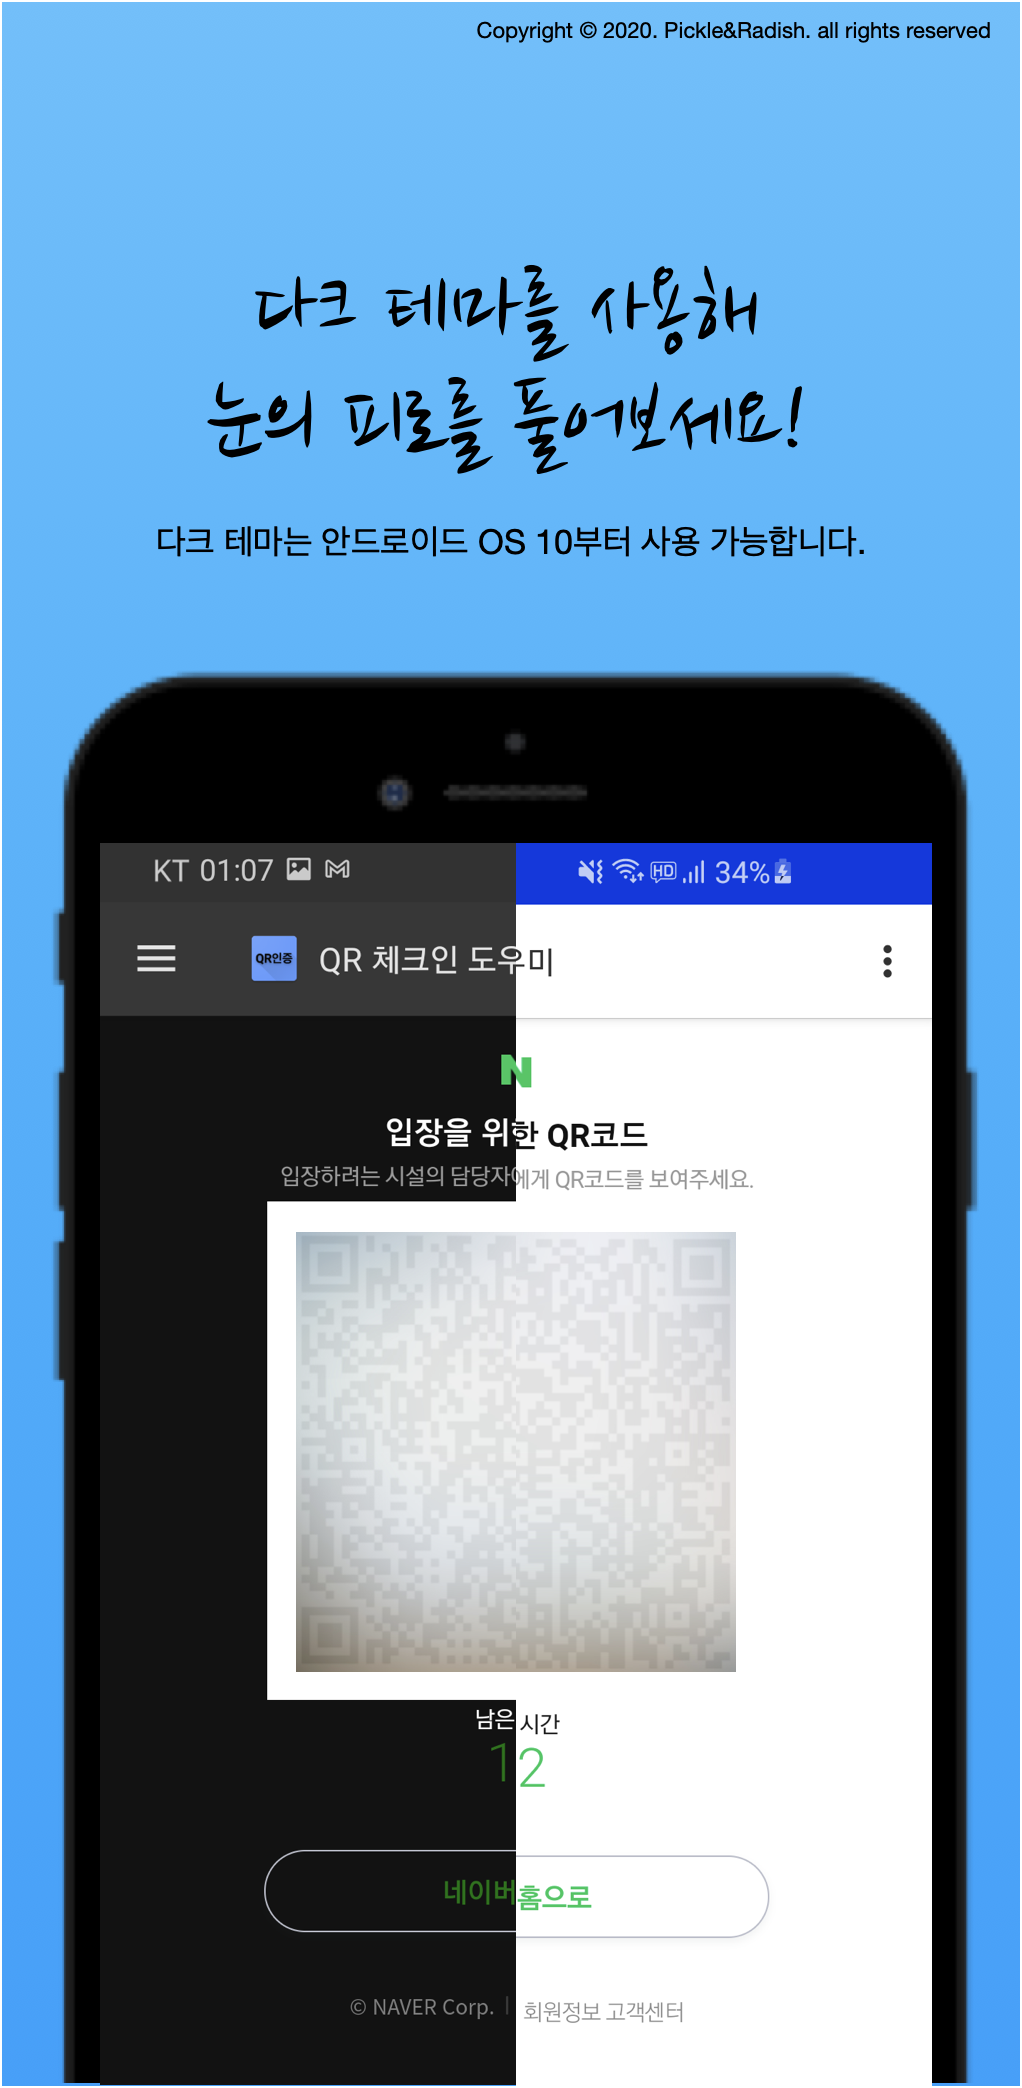 Copyright © 2020. Pickle&Radish. all rights reserved
다크 테마를 사용해
눈의 피로를 풀어보세요!
다크 테마는 안드로이드 OS 10부터 사용 가능합니다.
KT 01:07 HD 34%
QR인증 QR 체크인 도우미
N
입장을 위한 QR코드
입장하려는 시설의 담당자에게 QR코드를 보여주세요.
남은 시간
12
네이버홈으로
© NAVER Corp. | 회원정보 고객센터